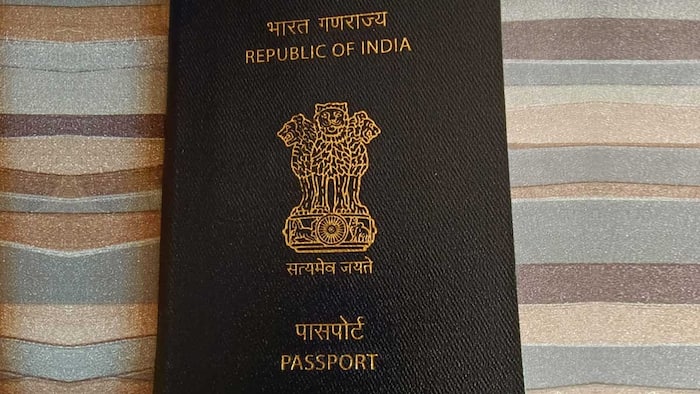 भारत गणराज्य
REPUBLIC OF INDIA
सत्यमेव जयते
पासपोर्ट
PASSPORT